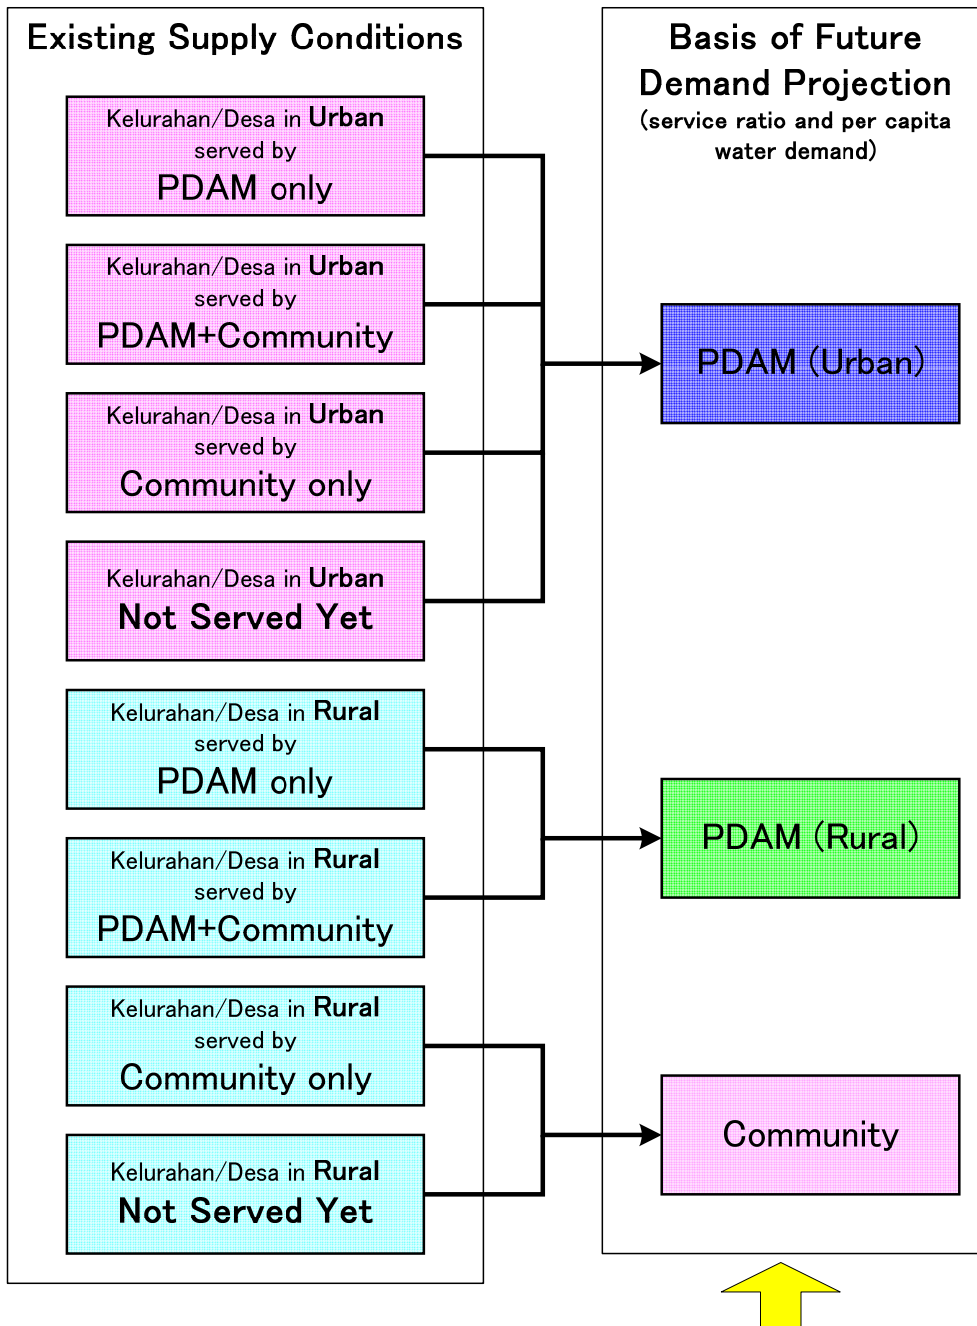 Existing Supply Conditions
Kelurahan/Desa in Urban
served by
PDAM only
Kelurahan/Desa in Urban
served by
PDAM+Community
Kelurahan/Desa in Urban
served by
Community only
Kelurahan/Desa in Urban
Not Served Yet
Kelurahan/Desa in Rural
served by
PDAM only
Kelurahan/Desa in Rural
served by
PDAM+Community
Kelurahan/Desa in Rural
served by
Community only
Kelurahan/Desa in Rural
Not Served Yet
Basis of Future
Demand Projection
(service ratio and per capita
water demand)
PDAM (Urban)
PDAM (Rural)
Community